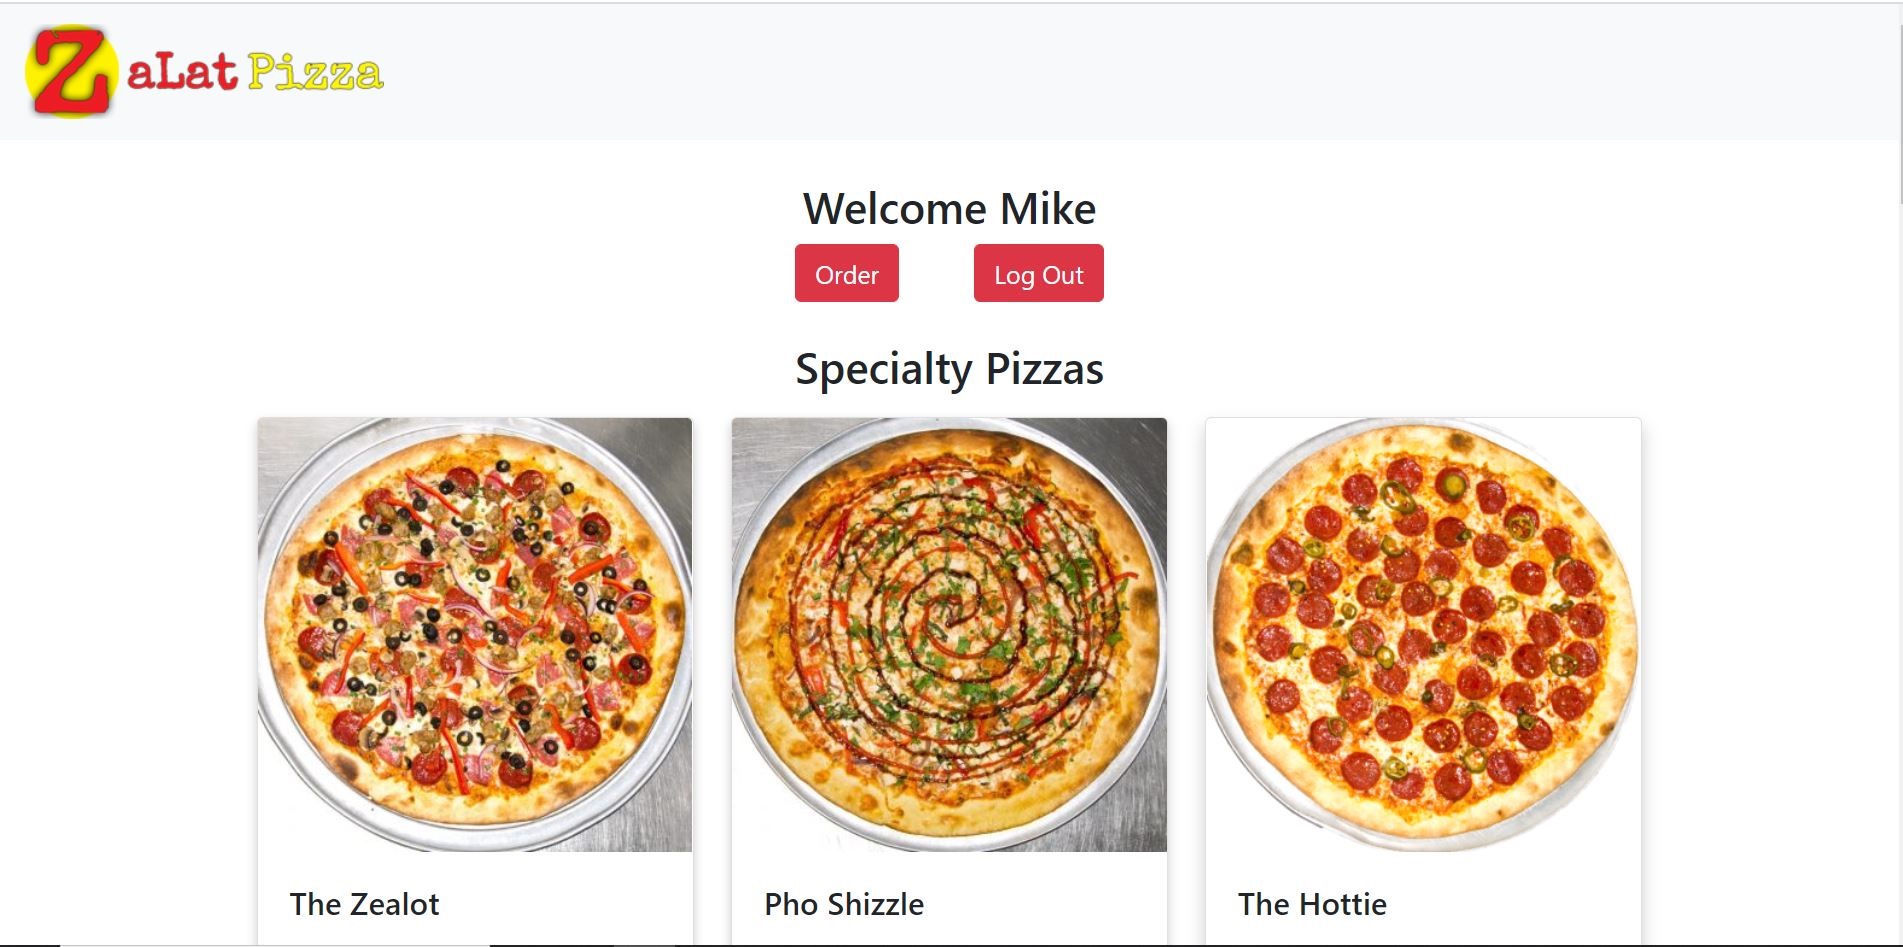 ZaLat Pizza
Welcome Mike
Order Log Out
Specialty Pizzas
The Zealot Pho Shizzle The Hottie